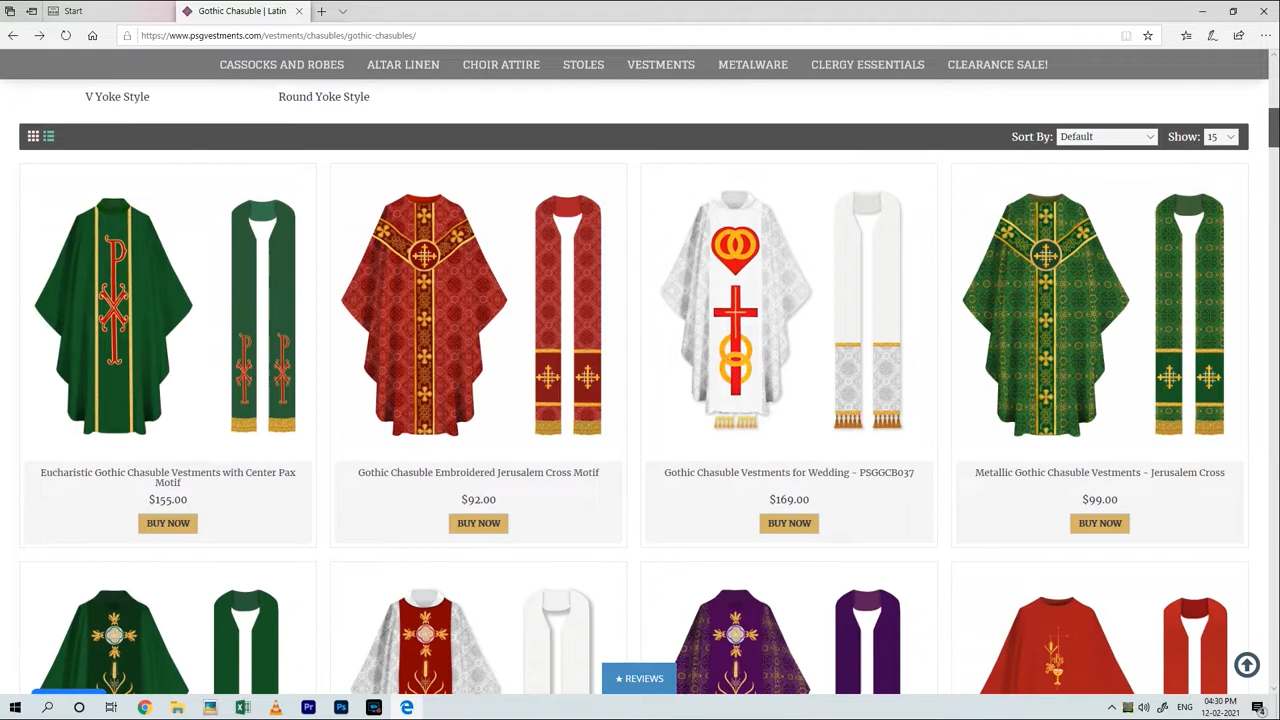 Start
Gothic Chasuble | Latin
https://www.psgvestments.com/vestments/chasubles/gothic-chasubles/
CASSOCKS AND ROBES ALTAR LINEN CHOIR ATTIRE STOLES VESTMENTS METALWARE CLERGY ESSENTIALS CLEARANCE SALE!
V Yoke Style Round Yoke Style
Sort By: Default Show: 15
Eucharistic Gothic Chasuble Vestments with Center Pax
Motif
$155.00
BUY NOW
Gothic Chasuble Embroidered Jerusalem Cross Motif
$92.00
BUY NOW
Gothic Chasuble Vestments for Wedding - PSGGCB037
$169.00
BUY NOW
Metallic Gothic Chasuble Vestments - Jerusalem Cross
$99.00
BUY NOW
★ REVIEWS
ENG
04:30 PM
12-02-2021
4